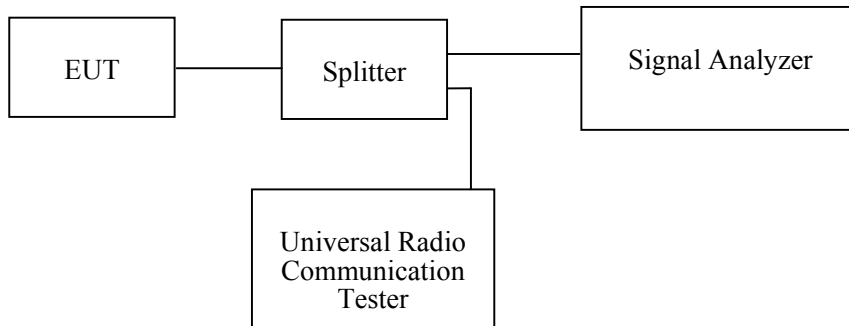 EUT
Splitter
Signal Analyzer
Universal Radio
Communication
Tester